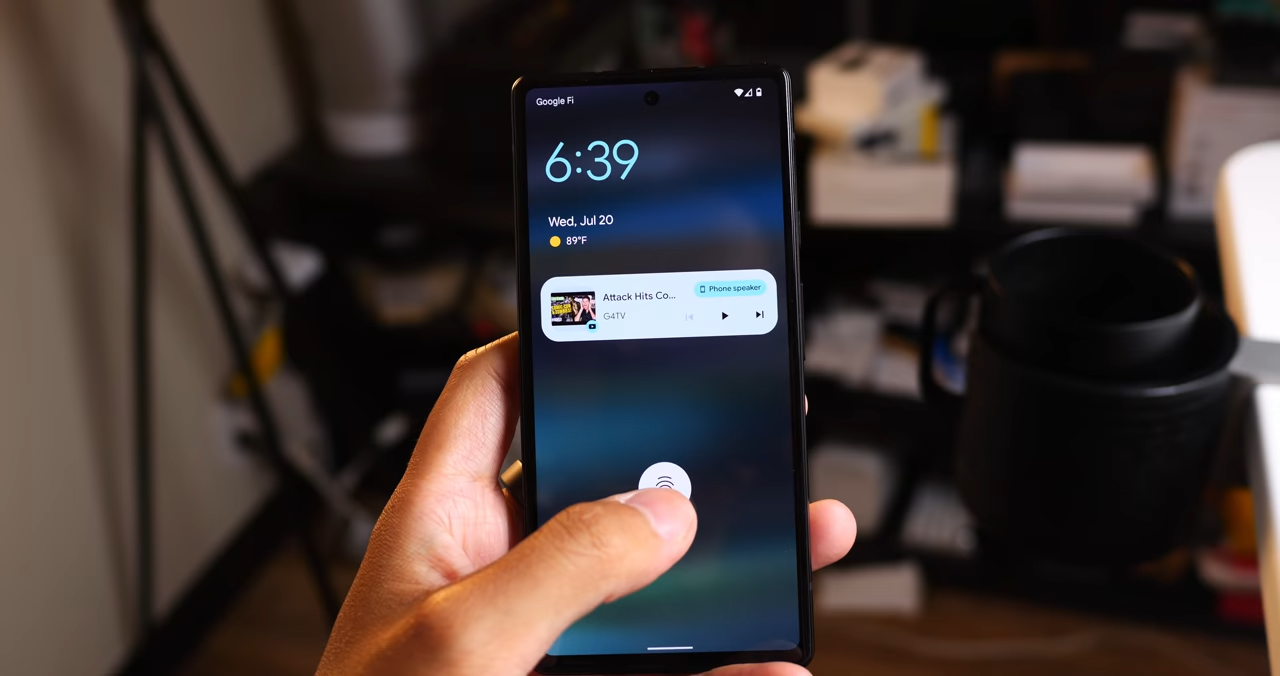 Google Fi
6:39
Wed, Jul 20
89°F
Attack Hits Co...
Phone speaker
G4TV